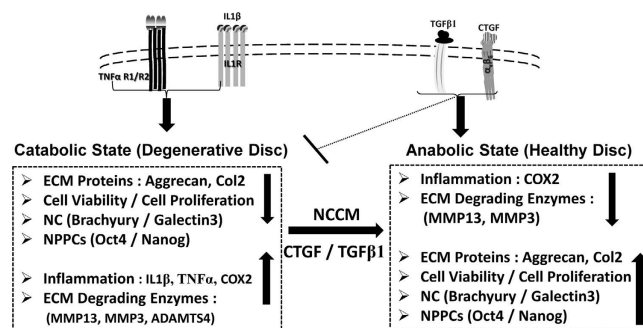 IL1β
TGFβ1
CTGF
TNFα R1/R2
IL1R
Catabolic State (Degenerative Disc)
➢ ECM Proteins : Aggrecan, Col2
➢ Cell Viability / Cell Proliferation
➢ NC (Brachyury / Galectin3)
➢ NPPCs (Oct4 / Nanog)
➢ Inflammation : IL1β, TNFα, COX2
➢ ECM Degrading Enzymes :
(MMP13, MMP3, ADAMTS4)
NCCM
CTGF / TGFβ1
Anabolic State (Healthy Disc)
➢ Inflammation : COX2
➢ ECM Degrading Enzymes :
(MMP13, MMP3)
➢ ECM Proteins : Aggrecan, Col2
➢ Cell Viability / Cell Proliferation
➢ NC (Brachyury / Galectin3)
➢ NPPCs (Oct4 / Nanog)